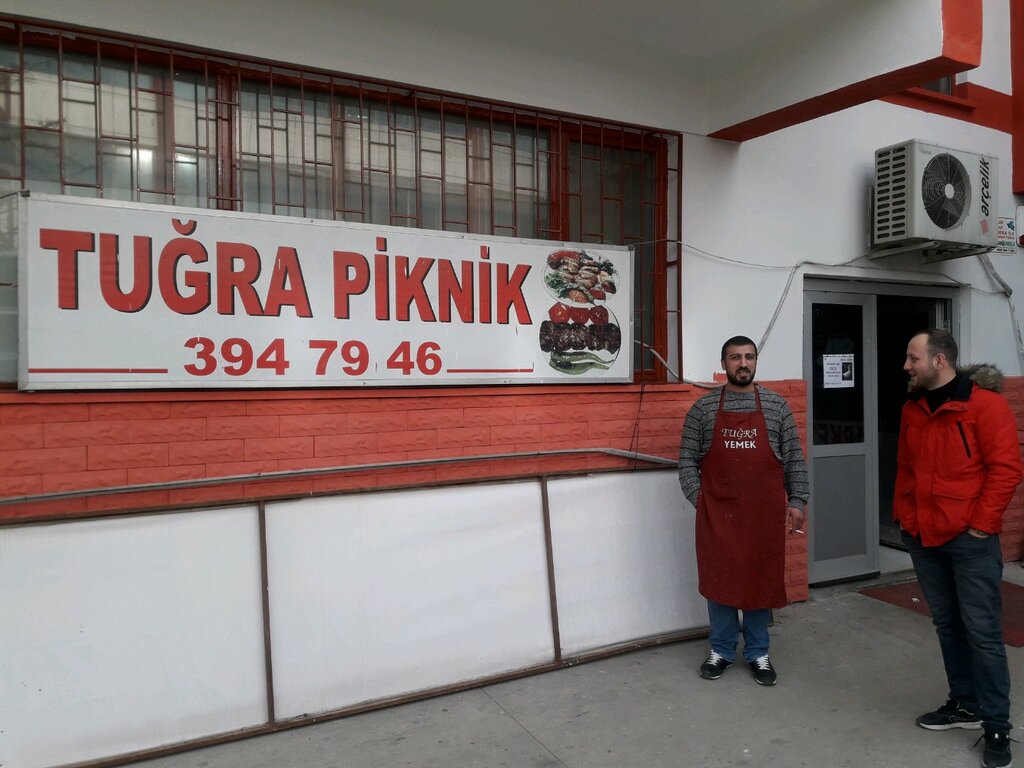 TUĞRA PİKNİK
394 79 46
TUĞRA
YEMEK
arçelik